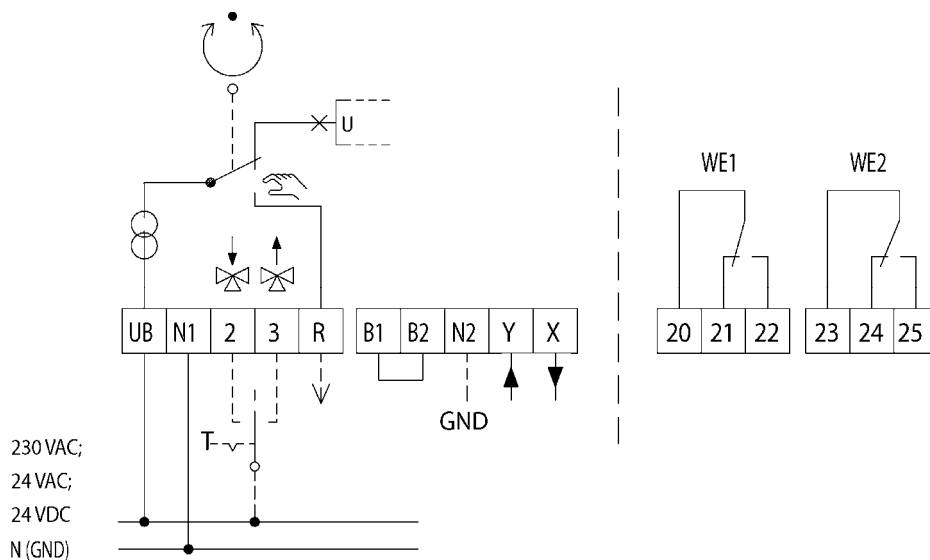 U
WE1
WE2
UB N1 2 3 R
B1 B2 N2 Y X
20 21 22
23 24 25
GND
T
230 VAC;
24 VAC;
24 VDC
N (GND)